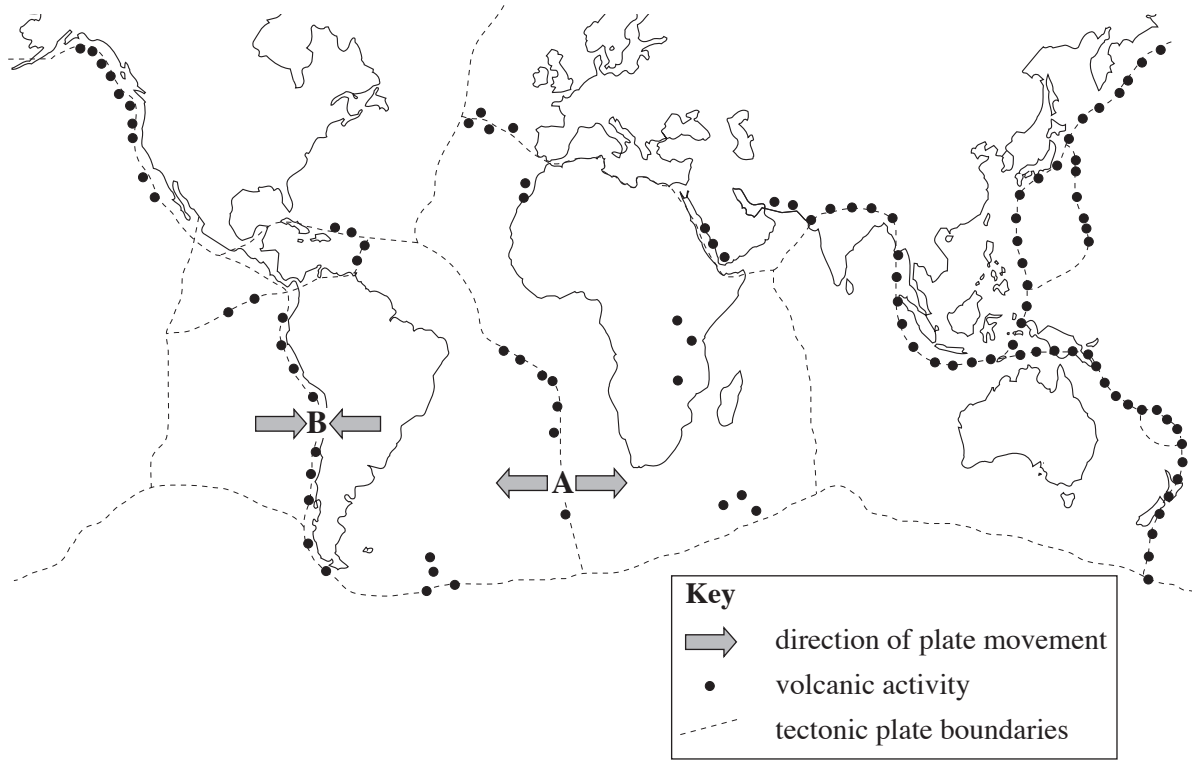 B
A
Key
direction of plate movement
volcanic activity
tectonic plate boundaries